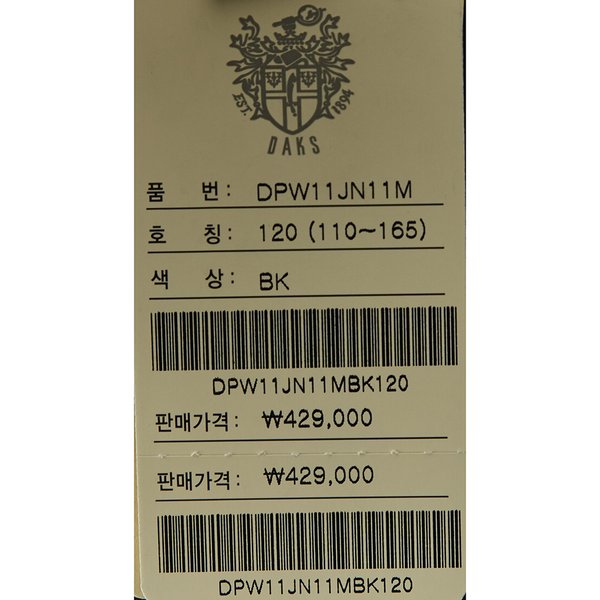 EST. 1894
DAKS
품 번: DPW11JN11M
호 칭: 120 (110~165)
색 상: BK
DPW11JN11MBK120
판매가격: ₩429,000
판매가격: ₩429,000
DPW11JN11MBK120